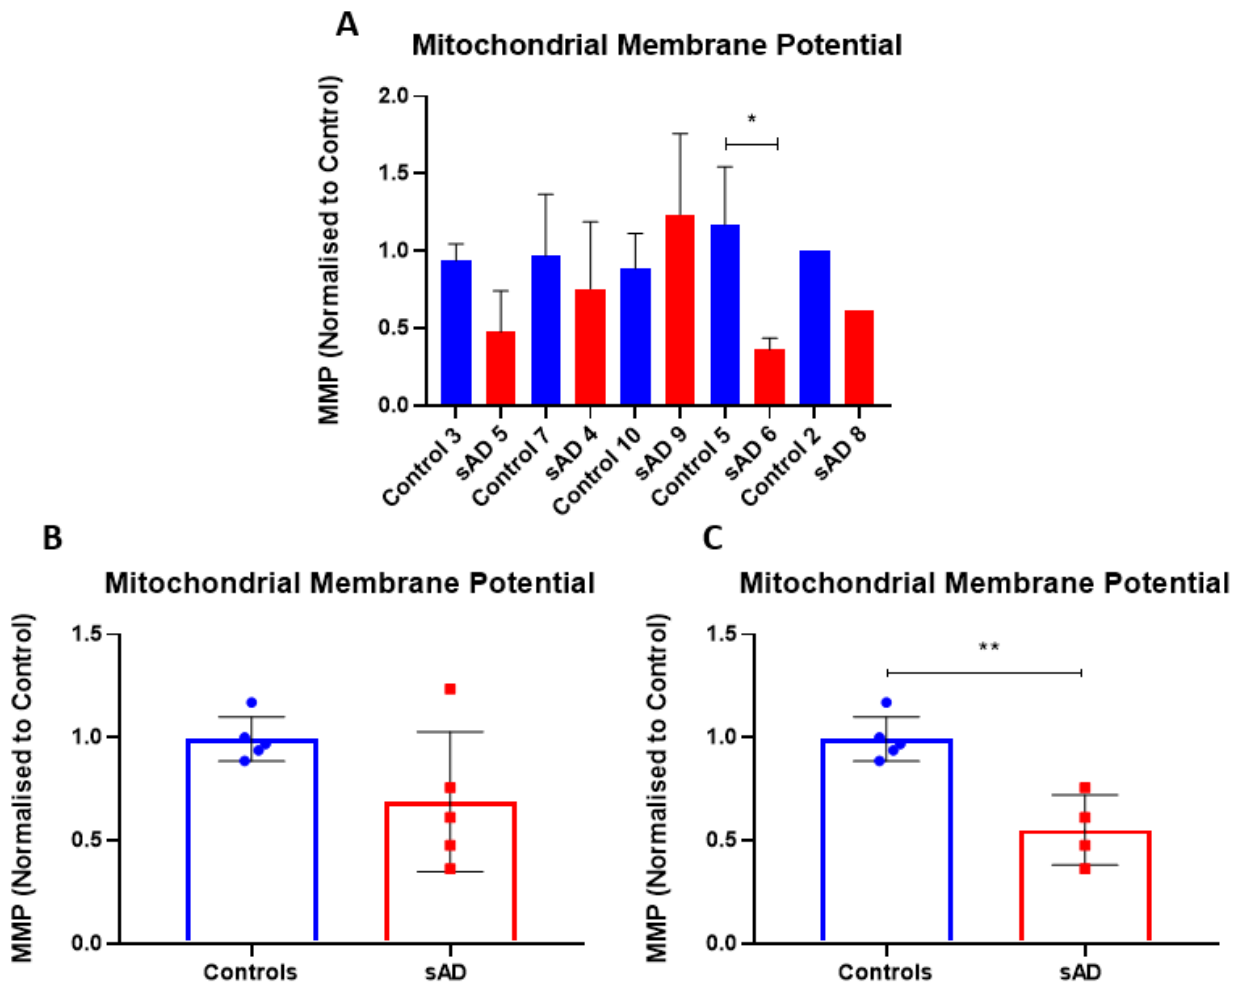 A
Mitochondrial Membrane Potential
MMP (Normalised to Control)
2.0
1.5
1.0
0.5
0.0
*
Control 3
sAD 5
Control 7
sAD 4
Control 10
sAD 9
Control 5
sAD 6
Control 2
sAD 8
B
Mitochondrial Membrane Potential
MMP (Normalised to Control)
1.5
1.0
0.5
0.0
Controls
sAD
C
Mitochondrial Membrane Potential
MMP (Normalised to Control)
1.5
1.0
0.5
0.0
**
Controls
sAD